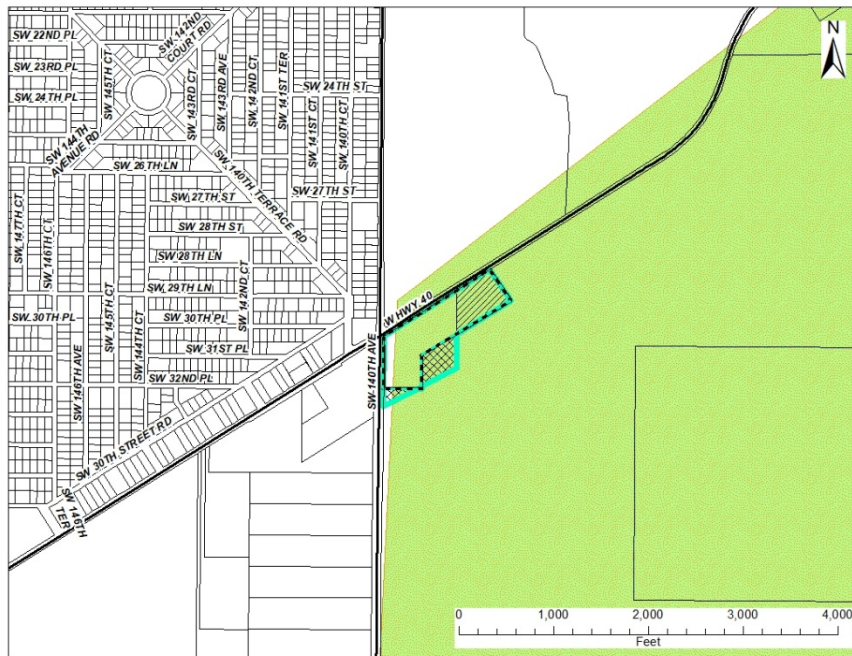 SW 22ND PL
SW 142ND
COURT RD
N
SW 23RD PL
SW 24TH PL
SW 145TH CT
SW 143RD CT
SW 143RD AVE
SW 142ND CT
SW 141ST TER
SW 24TH ST
SW 141ST CT
SW 140TH CT
SW 144TH
AVENUE RD
SW 26TH LN
SW 140TH TERRACE RD
SW 27TH ST
SW 27TH ST
SW 147TH CT
SW 146TH CT
SW 28TH ST
SW 28TH LN
SW 142ND CT
SW 29TH LN
SW 30TH PL
SW 145TH CT
SW 144TH CT
SW 30TH PL
W HWY 40
SW 31ST PL
SW 146TH AVE
SW 32ND PL
SW 140TH AVE
SW 30TH STREET RD
SW 146TH
TER
0 1,000 2,000 3,000 4,000
Feet